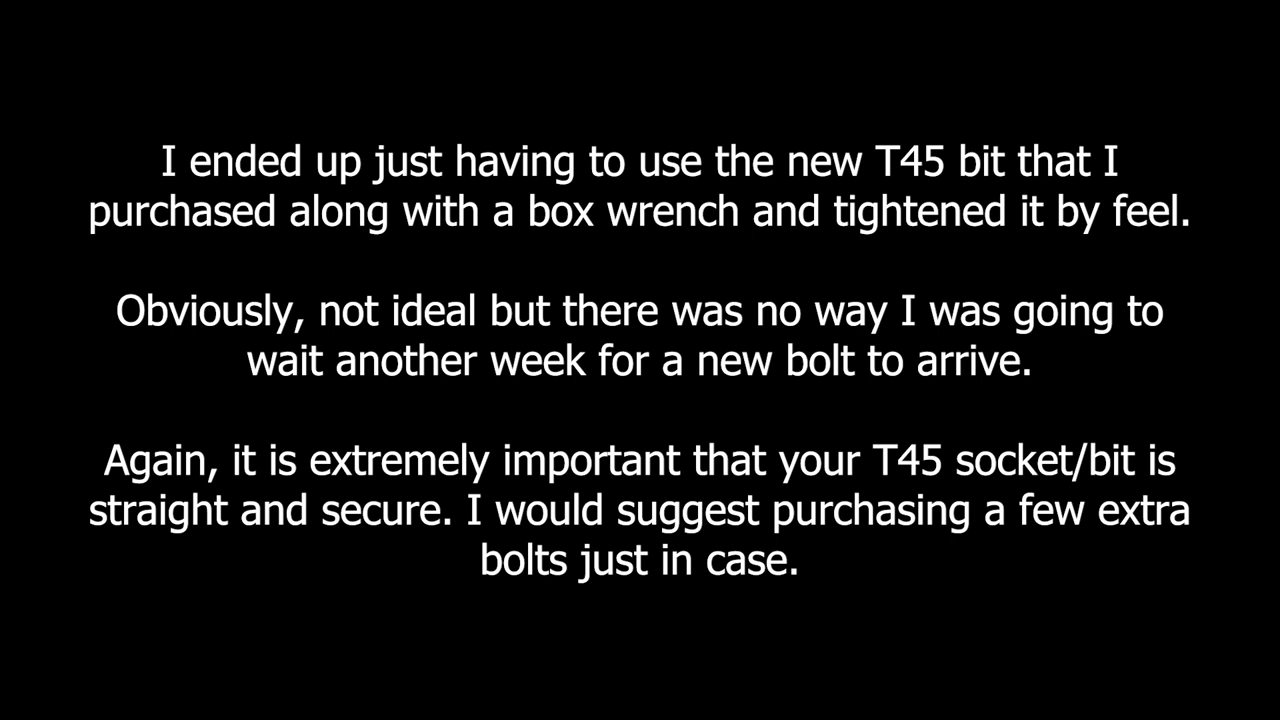 I ended up just having to use the new T45 bit that I
purchased along with a box wrench and tightened it by feel.
Obviously, not ideal but there was no way I was going to
wait another week for a new bolt to arrive.
Again, it is extremely important that your T45 socket/bit is
straight and secure. I would suggest purchasing a few extra
bolts just in case.